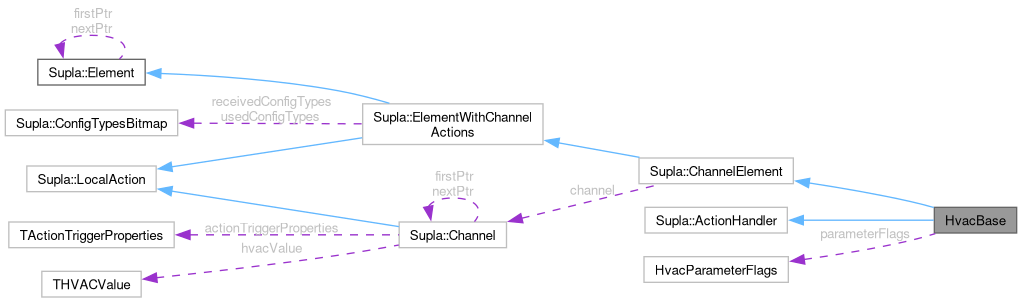 firstPtr
nextPtr
Supla::Element
receivedConfigTypes
usedConfigTypes
Supla::ConfigTypesBitmap
Supla::ElementWithChannel
Actions
Supla::LocalAction
firstPtr
nextPtr
channel
Supla::ChannelElement
actionTriggerProperties
TActionTriggerProperties
Supla::Channel
Supla::ActionHandler
HvacBase
parameterFlags
hvacValue
HvacParameterFlags
THVACValue